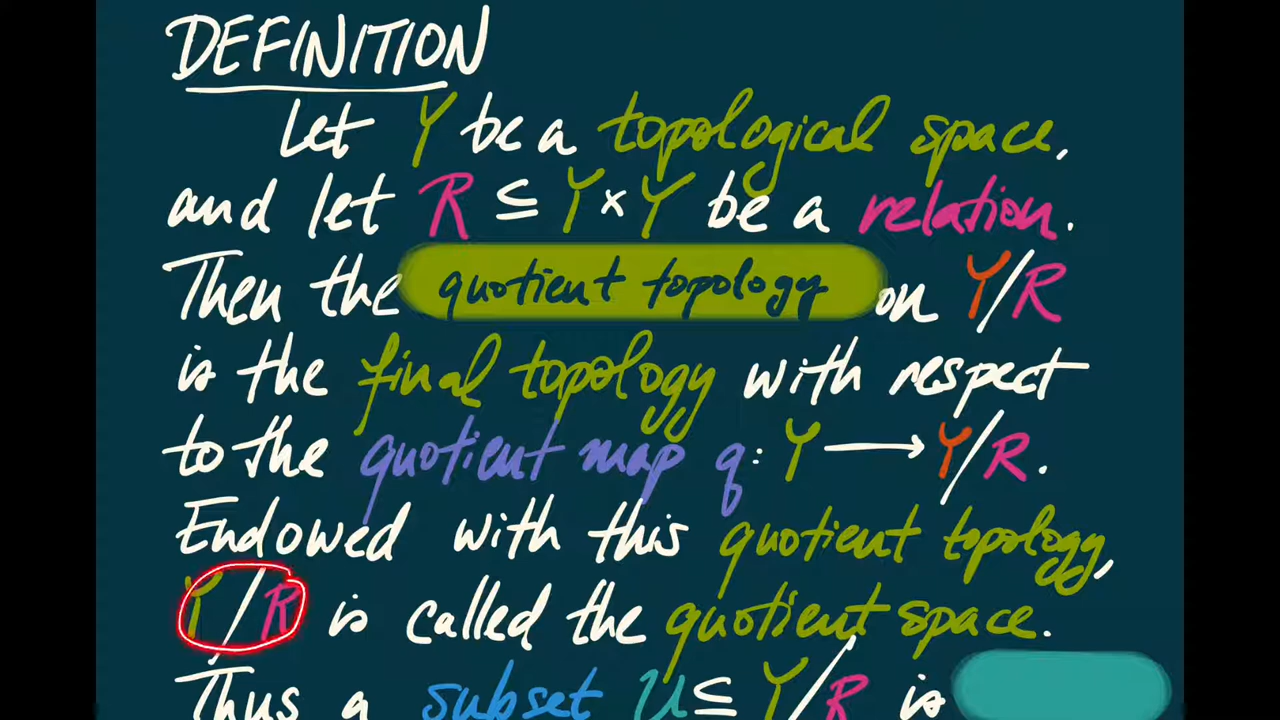 DEFINITION
Let Y be a topological space,
and let R ⊆ Y × Y be a relation.
Then the quotient topology on Y/R
is the final topology with respect
to the quotient map q: Y ⟶ Y/R.
Endowed with this quotient topology,
Y/R is called the quotient space.
Thus a subset U ⊆ Y/R is